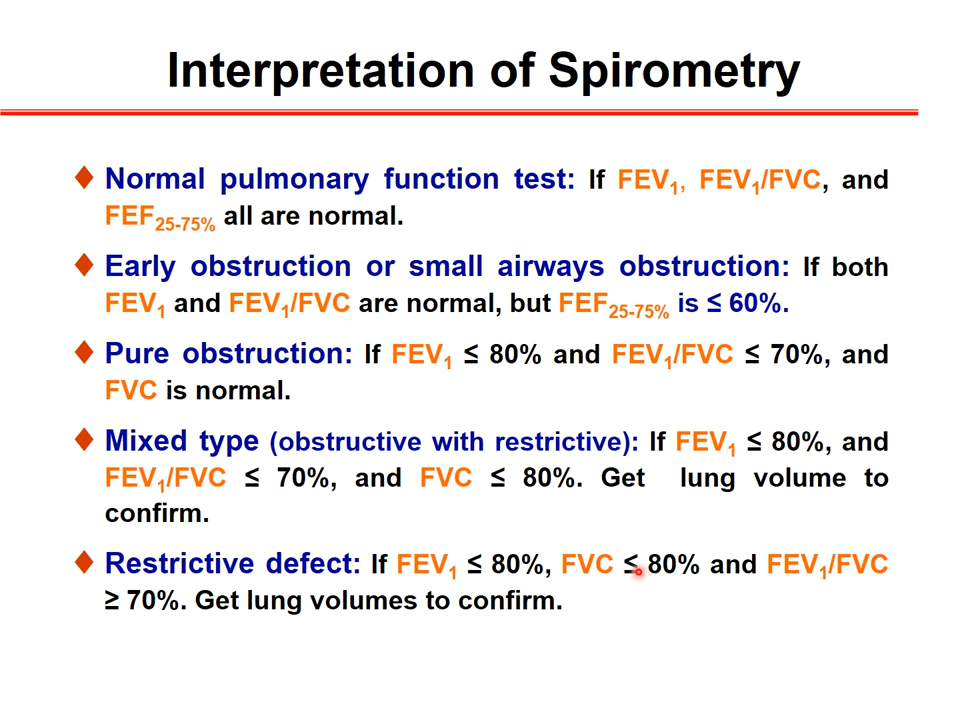 Interpretation of Spirometry
Normal pulmonary function test: If FEV1, FEV1/FVC, and
FEF25-75% all are normal.
Early obstruction or small airways obstruction: If both
FEV1 and FEV1/FVC are normal, but FEF25-75% is ≤ 60%.
Pure obstruction: If FEV1 ≤ 80% and FEV1/FVC ≤ 70%, and
FVC is normal.
Mixed type (obstructive with restrictive): If FEV1 ≤ 80%, and
FEV1/FVC ≤ 70%, and FVC ≤ 80%. Get lung volume to
confirm.
Restrictive defect: If FEV1 ≤ 80%, FVC ≤ 80% and FEV1/FVC
≥ 70%. Get lung volumes to confirm.